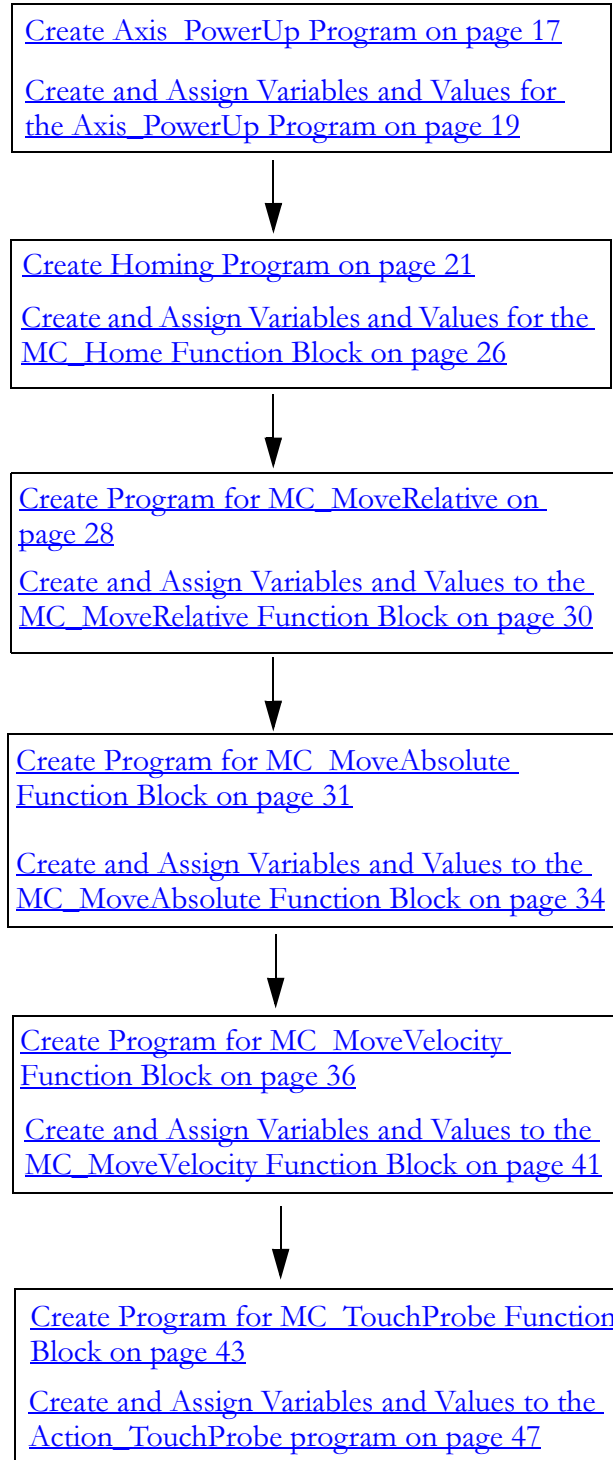 Create Axis_PowerUp Program on page 17
Create and Assign Variables and Values for
the Axis_PowerUp Program on page 19
Create Homing Program on page 21
Create and Assign Variables and Values for the
MC_Home Function Block on page 26
Create Program for MC_MoveRelative on
page 28
Create and Assign Variables and Values to the
MC_MoveRelative Function Block on page 30
Create Program for MC_MoveAbsolute
Function Block on page 31
Create and Assign Variables and Values to the
MC_MoveAbsolute Function Block on page 34
Create Program for MC_MoveVelocity
Function Block on page 36
Create and Assign Variables and Values to the
MC_MoveVelocity Function Block on page 41
Create Program for MC_TouchProbe Function
Block on page 43
Create and Assign Variables and Values to the
Action_TouchProbe program on page 47